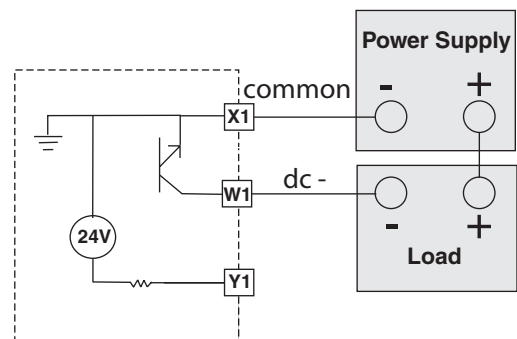 Power Supply
- +
common
X1
dc -
W1
- +
Load
24V
Y1